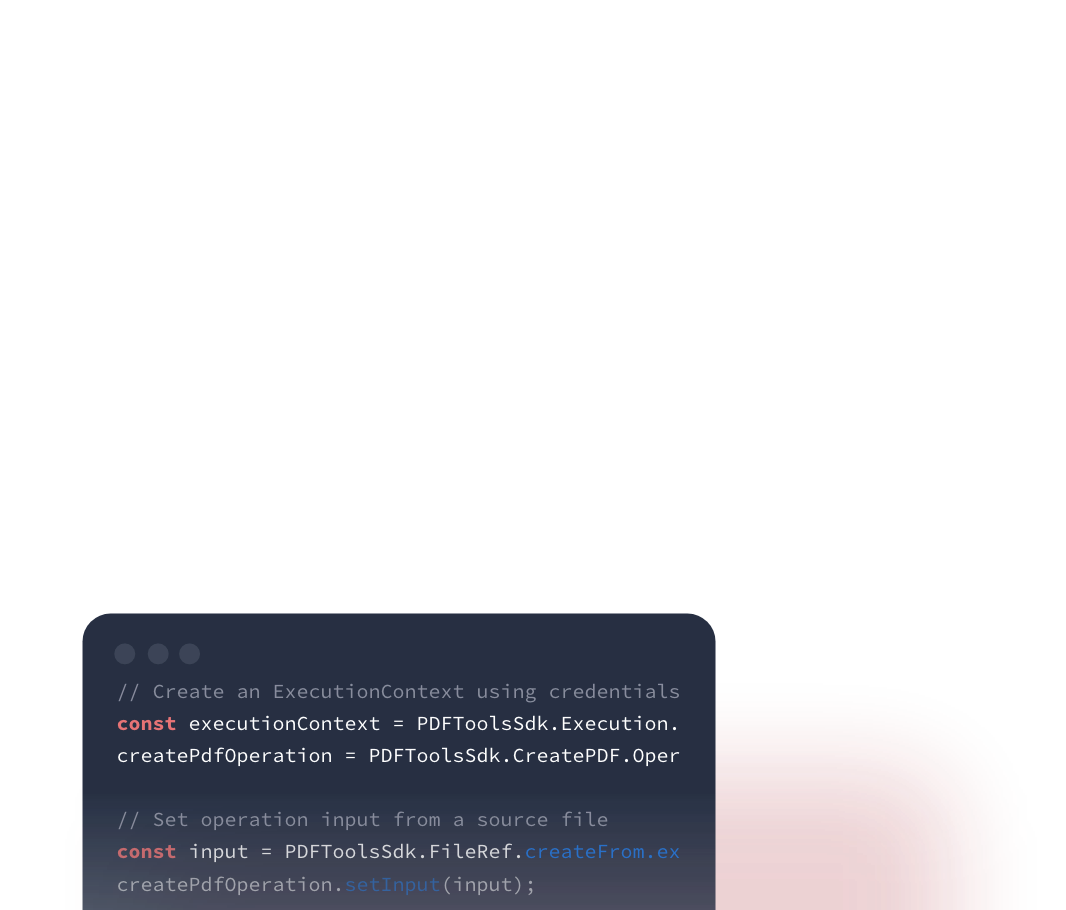 // Create an ExecutionContext using credentials
const executionContext = PDFToolsSdk.Execution.
createPdfOperation = PDFToolsSdk.CreatePDF.Oper
// Set operation input from a source file
const input = PDFToolsSdk.FileRef.createFrom.ex
createPdfOperation.setInput(input);